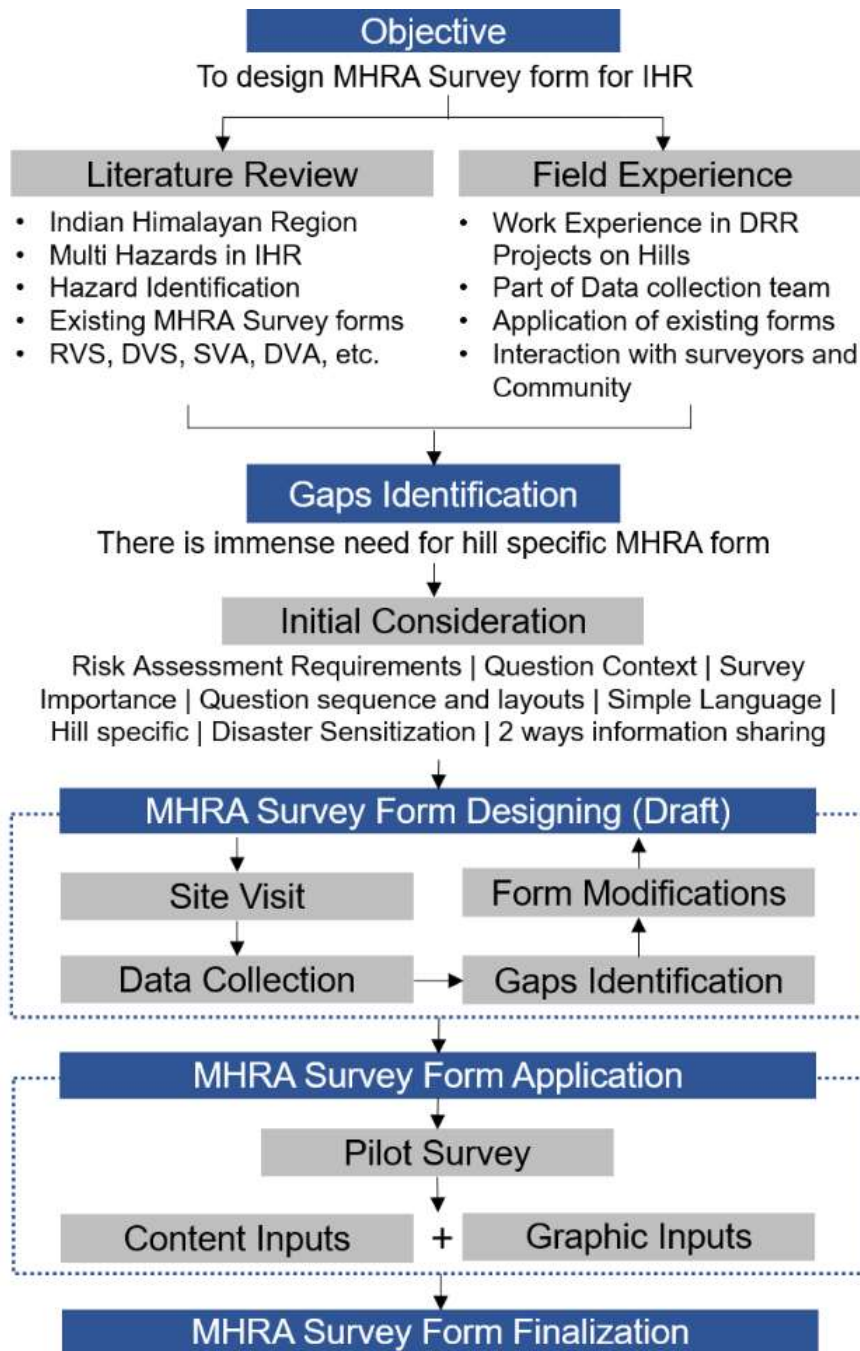 Objective
To design MHRA Survey form for IHR
Literature Review
• Indian Himalayan Region
• Multi Hazards in IHR
• Hazard Identification
• Existing MHRA Survey forms
• RVS, DVS, SVA, DVA, etc.
Field Experience
• Work Experience in DRR
Projects on Hills
• Part of Data collection team
• Application of existing forms
• Interaction with surveyors and
Community
Gaps Identification
There is immense need for hill specific MHRA form
Initial Consideration
Risk Assessment Requirements | Question Context | Survey
Importance | Question sequence and layouts | Simple Language |
Hill specific | Disaster Sensitization | 2 ways information sharing
MHRA Survey Form Designing (Draft)
Site Visit
Form Modifications
Data Collection
Gaps Identification
MHRA Survey Form Application
Pilot Survey
Content Inputs + Graphic Inputs
MHRA Survey Form Finalization